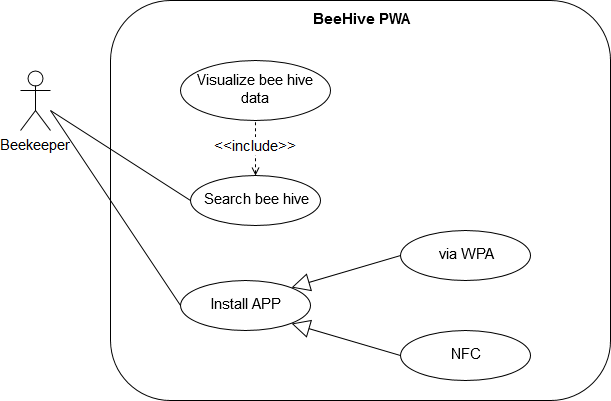 BeeHive PWA
Visualize bee hive
data
Beekeeper
<<include>>
Search bee hive
via WPA
Install APP
NFC